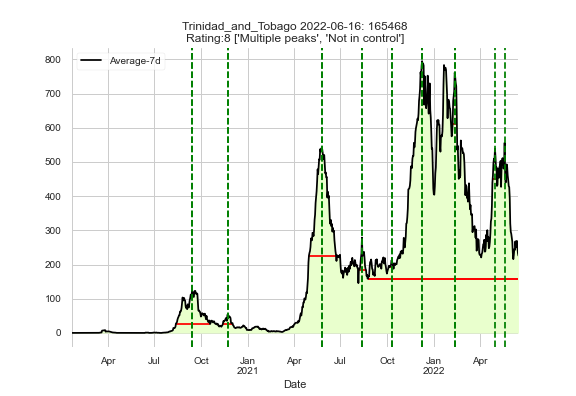 Trinidad_and_Tobago 2022-06-16: 165468
Rating:8 ['Multiple peaks', 'Not in control']
Average-7d
800
700
600
500
400
300
200
100
0
Apr Jul Oct Jan Apr Jul Oct Jan Apr
2021 2022
Date